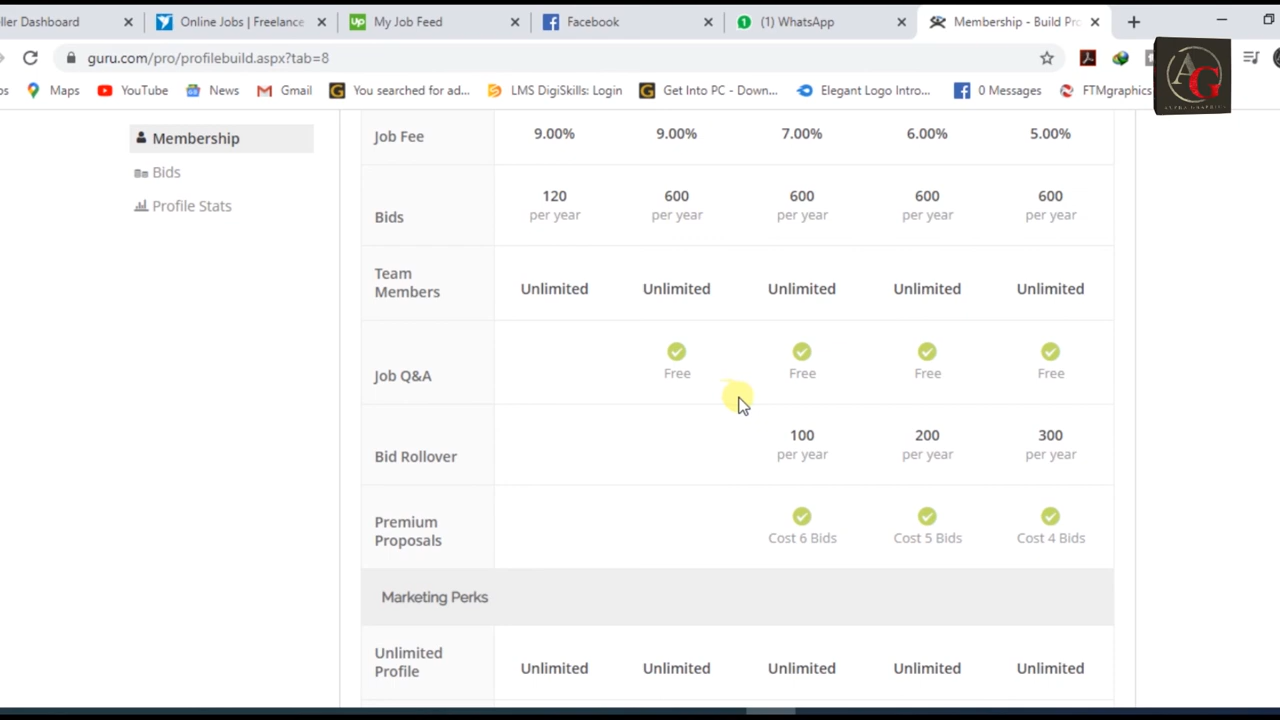 ller Dashboard
Online Jobs | Freelance
Up My Job Feed
Facebook
(1) WhatsApp
Membership - Build Pro
guru.com/pro/profilebuild.aspx?tab=8
ps Maps YouTube News Gmail You searched for ad... LMS DigiSkills: Login Get Into PC - Down... Elegant Logo Inro... 0 Messages FTMgraphics
AG
Membership
Bids
Profile Stats
Job Fee 9.00% 9.00% 7.00% 6.00% 5.00%
120 600 600 600 600
Bids per year per year per year per year per year
Team Members Unlimited Unlimited Unlimited Unlimited Unlimited
Job Q&A Free Free Free Free
100 200 300
Bid Rollover per year per year per year
Premium
Proposals Cost 6 Bids Cost 5 Bids Cost 4 Bids
Marketing Perks
Unlimited
Profile Unlimited Unlimited Unlimited Unlimited Unlimited